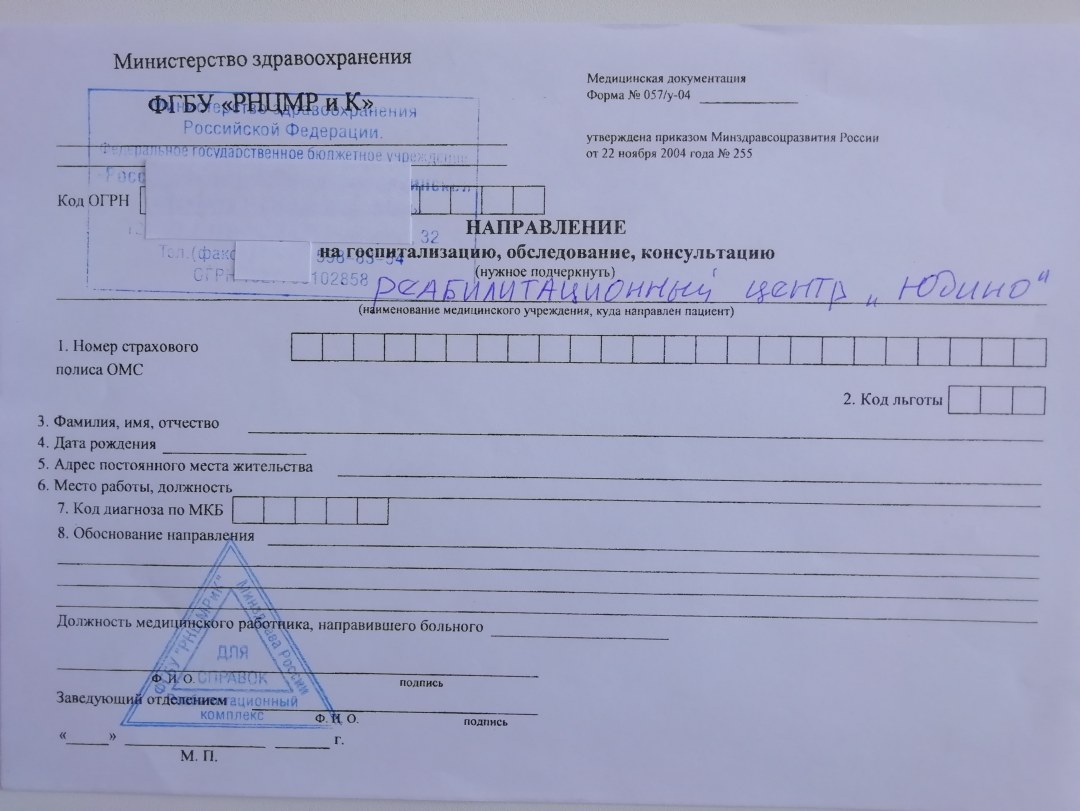 Министерство здравоохранения
ФГБУ «РНЦМР и К»
Медицинская документация
Форма № 057/у-04
утверждена приказом Минздравсоцразвития России
от 22 ноября 2004 года № 255
Министерство здравоохранения
Российской Федерации.
Федеральное государственное бюджетное учреждение
32
Тел.(факс
СГРН 102858
Код ОГРН
НАПРАВЛЕНИЕ
на госпитализацию, обследование, консультацию
(нужное подчеркнуть)
РЕАБИЛИТАЦИОННЫЙ ЦЕНТР „ЮДИНО“
(наименование медицинского учреждения, куда направлен пациент)
1. Номер страхового
полиса ОМС
2. Код льготы
3. Фамилия, имя, отчество
4. Дата рождения
5. Адрес постоянного места жительства
6. Место работы, должность
7. Код диагноза по МКБ
8. Обоснование направления
Должность медицинского работника, направившего больного
Ф. И. О.
подпись
Заведующий отделением
Ф. И. О.
подпись
« » г.
М. П.
ФГБУ "РНЦМРиК"
Минздрава России
ДЛЯ
СПРАВОК
комплекс